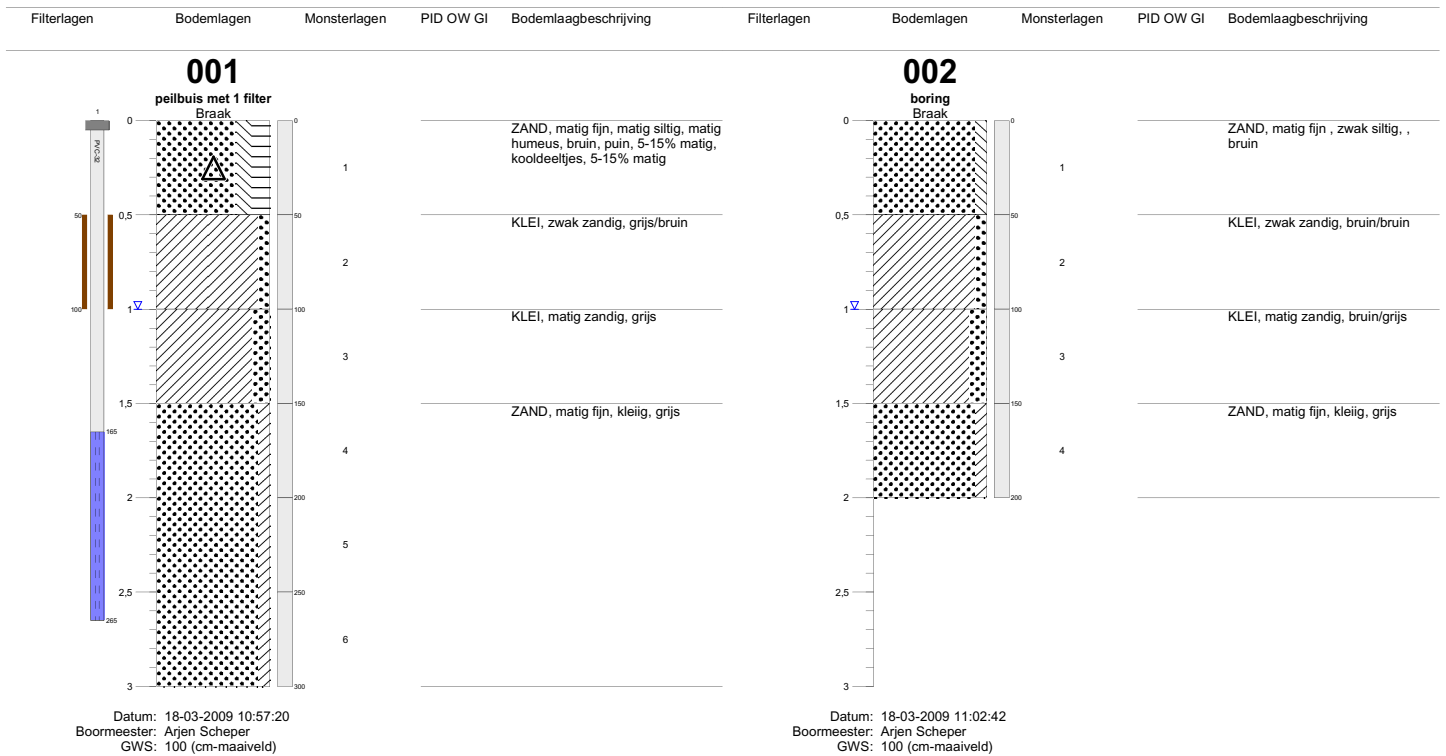 Filterlagen Bodemlagen Monsterlagen PID OW GI Bodemlaagbeschrijving Filterlagen Bodemlagen Monsterlagen PID OW GI Bodemlaagbeschrijving
001
peilbuis met 1 filter
Braak
1
PVC-32
0
0,5
1
1,5
2
2,5
3
50
100
165
265
0
50
100
150
200
250
300
1
2
3
4
5
6
ZAND, matig fijn, matig siltig, matig
humeus, bruin, puin, 5-15% matig,
kooldeeltjes, 5-15% matig
KLEI, zwak zandig, grijs/bruin
KLEI, matig zandig, grijs
ZAND, matig fijn, kleiig, grijs
Datum: 18-03-2009 10:57:20
Boormeester: Arjen Scheper
GWS: 100 (cm-maaiveld)
002
boring
Braak
0
0,5
1
1,5
2
2,5
3
0
50
100
150
200
1
2
3
4
ZAND, matig fijn , zwak siltig, ,
bruin
KLEI, zwak zandig, bruin/bruin
KLEI, matig zandig, bruin/grijs
ZAND, matig fijn, kleiig, grijs
Datum: 18-03-2009 11:02:42
Boormeester: Arjen Scheper
GWS: 100 (cm-maaiveld)